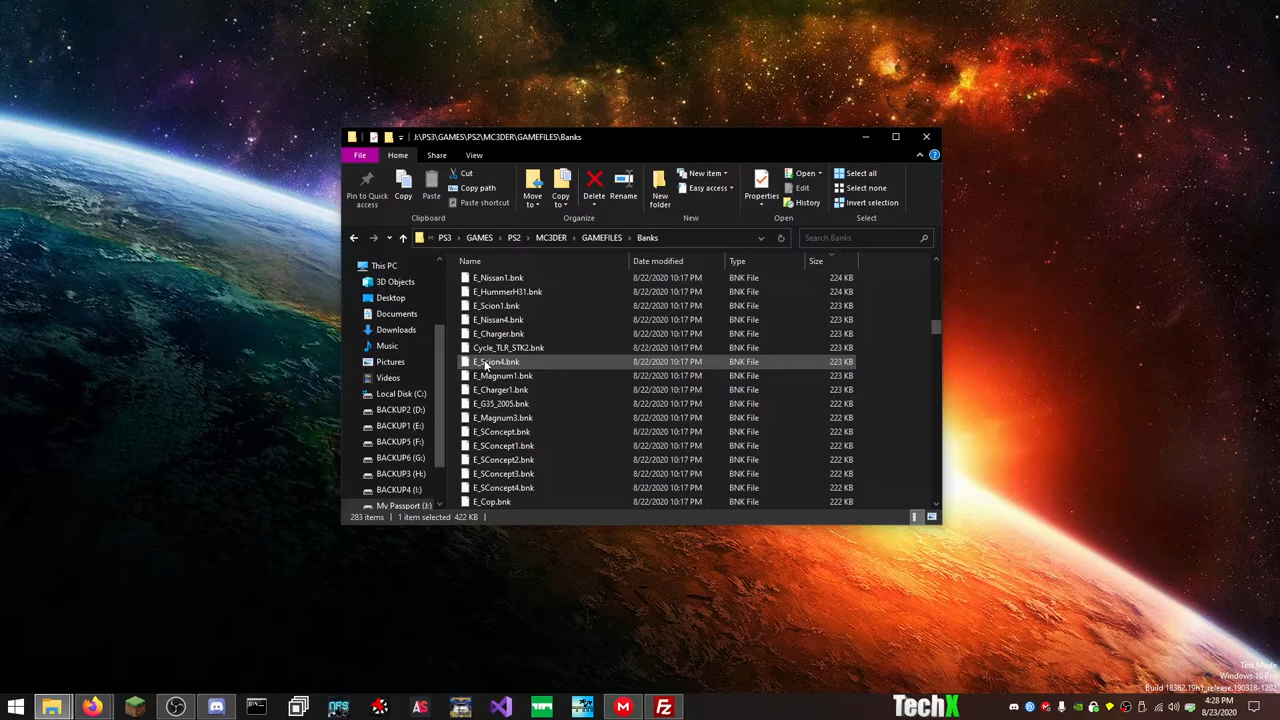 J:\PS3\GAMES\PS2\MC3DER\GAMEFILES\Banks
File Home Share View
Pin to Quick access
Copy
Paste
Cut
Copy path
Paste shortcut
Clipboard
Move to
Copy to
Delete
Rename
Organize
New folder
New item
Easy access
New
Properties
Open
Edit
History
Open
Select all
Select none
Invert selection
Select
« PS3 > GAMES > PS2 > MC3DER > GAMEFILES > Banks
Search Banks
This PC
3D Objects
Desktop
Documents
Downloads
Music
Pictures
Videos
Local Disk (C:)
BACKUP2 (D:)
BACKUP1 (E:)
BACKUP5 (F:)
BACKUP6 (G:)
BACKUP3 (H:)
BACKUP4 (I:)
My Passport (J:)
Name Date modified Type Size
E_Nissan1.bnk 8/22/2020 10:17 PM BNK File 224 KB
E_HummerH31.bnk 8/22/2020 10:17 PM BNK File 224 KB
E_Scion1.bnk 8/22/2020 10:17 PM BNK File 223 KB
E_Nissan4.bnk 8/22/2020 10:17 PM BNK File 223 KB
E_Charger.bnk 8/22/2020 10:17 PM BNK File 223 KB
Cycle_TLR_STK2.bnk 8/22/2020 10:17 PM BNK File 223 KB
E_Scion4.bnk 8/22/2020 10:17 PM BNK File 223 KB
E_Magnum1.bnk 8/22/2020 10:17 PM BNK File 223 KB
E_Charger1.bnk 8/22/2020 10:17 PM BNK File 223 KB
E_G35_2005.bnk 8/22/2020 10:17 PM BNK File 223 KB
E_Magnum3.bnk 8/22/2020 10:17 PM BNK File 223 KB
E_SConcept.bnk 8/22/2020 10:17 PM BNK File 222 KB
E_SConcept1.bnk 8/22/2020 10:17 PM BNK File 222 KB
E_SConcept2.bnk 8/22/2020 10:17 PM BNK File 222 KB
E_SConcept3.bnk 8/22/2020 10:17 PM BNK File 222 KB
E_SConcept4.bnk 8/22/2020 10:17 PM BNK File 222 KB
E_Cop.bnk 8/22/2020 10:17 PM BNK File 222 KB
283 items 1 item selected 422 KB
Test Mode
Windows 10 Pro
Build 18362.19h1_release.190318-1202
NFS
AS
M
FZ
TechX
4:28 PM
8/23/2020